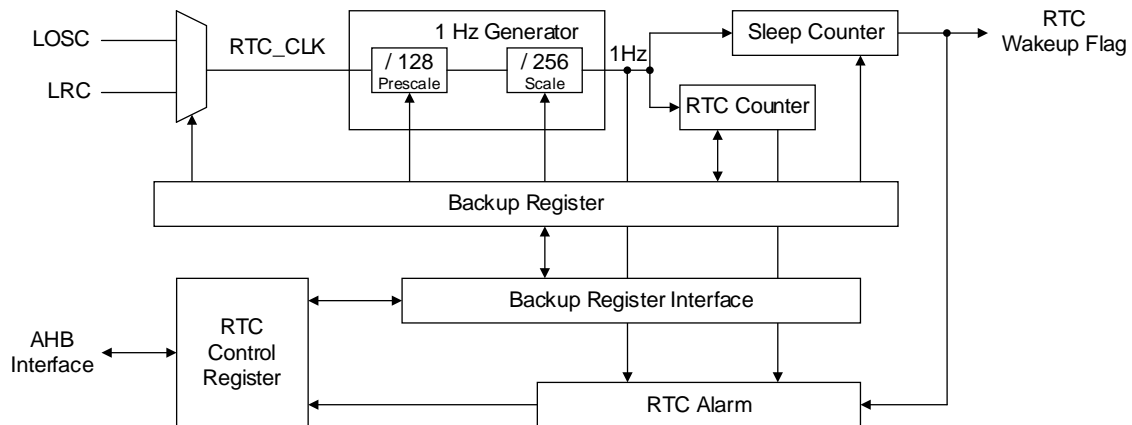 LOSC
LRC
RTC_CLK
1 Hz Generator
/ 128
Prescale
/ 256
Scale
1Hz
Sleep Counter
RTC Counter
RTC
Wakeup Flag
Backup Register
Backup Register Interface
AHB
Interface
RTC
Control
Register
RTC Alarm